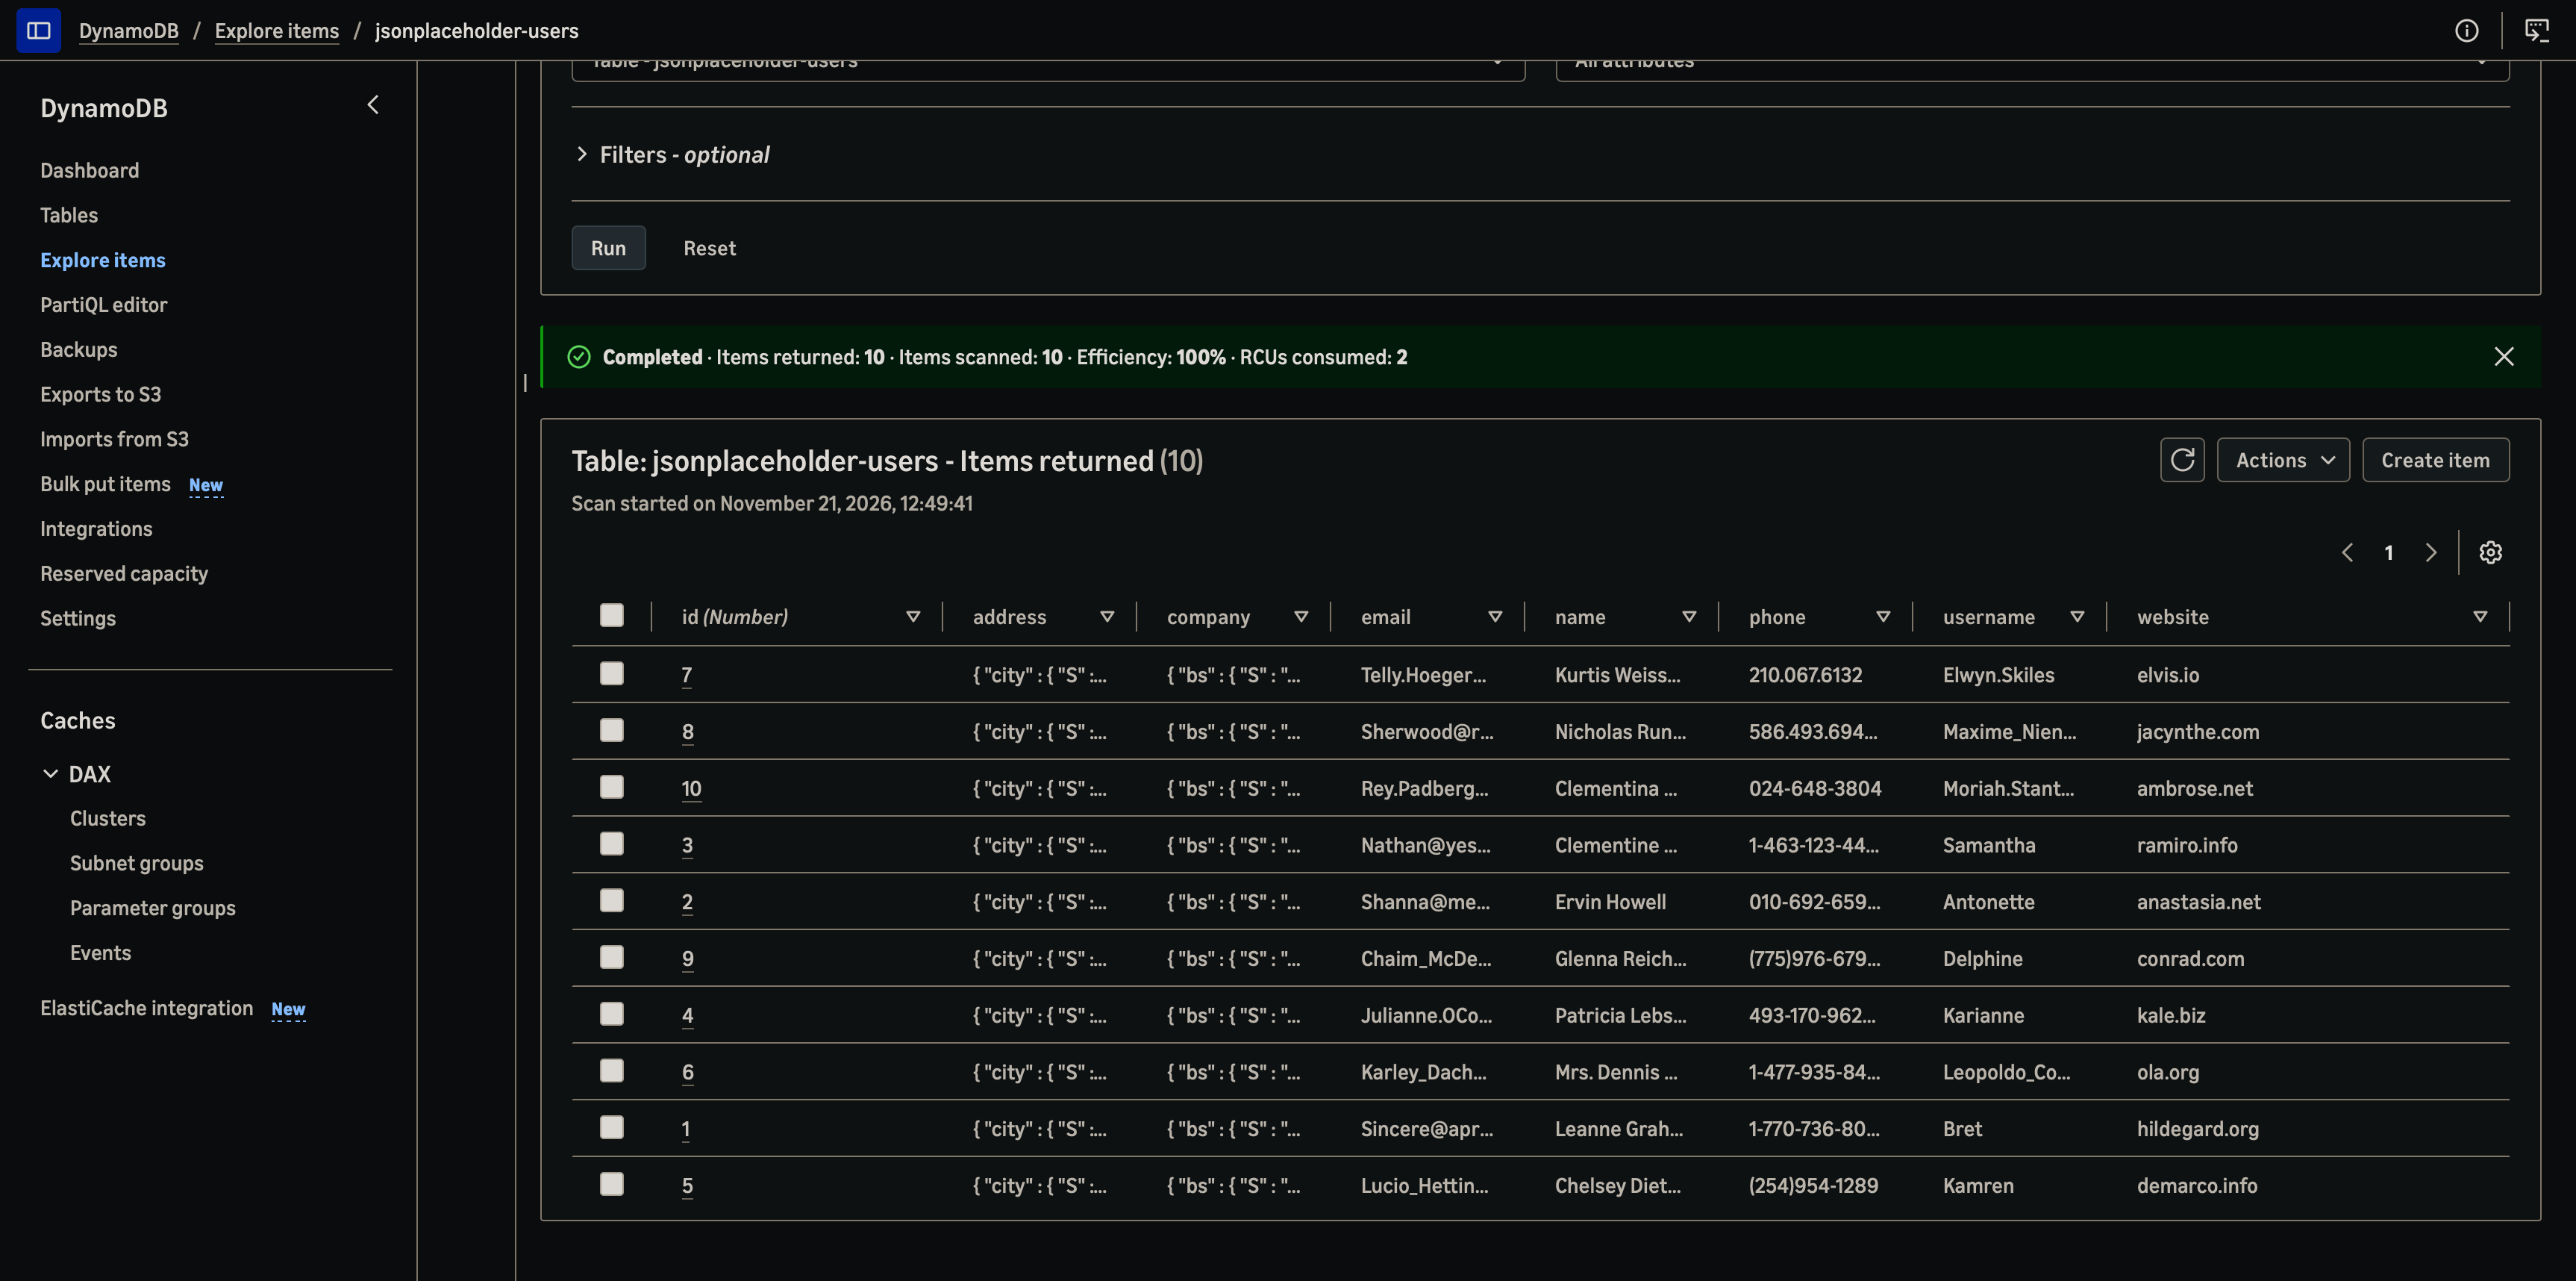 DynamoDB / Explore items / jsonplaceholder-users
DynamoDB
Dashboard
Tables
Explore items
PartiQL editor
Backups
Exports to S3
Imports from S3
Bulk put items New
Integrations
Reserved capacity
Settings
Caches
DAX
Clusters
Subnet groups
Parameter groups
Events
ElastiCache integration New
Table - jsonplaceholder-users
All attributes
Filters - optional
Run Reset
Completed · Items returned: 10 · Items scanned: 10 · Efficiency: 100% · RCUs consumed: 2
Table: jsonplaceholder-users - Items returned (10)
Actions Create item
Scan started on November 21, 2026, 12:49:41
1
id (Number) address company email name phone username website
7 { "city" : { "S" :... { "bs" : { "S" : "... Telly.Hoeger... Kurtis Weiss... 210.067.6132 Elwyn.Skiles elvis.io
8 { "city" : { "S" :... { "bs" : { "S" : "... Sherwood@r... Nicholas Run... 586.493.694... Maxime_Nien... jacynthe.com
10 { "city" : { "S" :... { "bs" : { "S" : "... Rey.Padberg... Clementina ... 024-648-3804 Moriah.Stant... ambrose.net
3 { "city" : { "S" :... { "bs" : { "S" : "... Nathan@yes... Clementine ... 1-463-123-44... Samantha ramiro.info
2 { "city" : { "S" :... { "bs" : { "S" : "... Shanna@me... Ervin Howell 010-692-659... Antonette anastasia.net
9 { "city" : { "S" :... { "bs" : { "S" : "... Chaim_McDe... Glenna Reich... (775)976-679... Delphine conrad.com
4 { "city" : { "S" :... { "bs" : { "S" : "... Julianne.OCo... Patricia Lebs... 493-170-962... Karianne kale.biz
6 { "city" : { "S" :... { "bs" : { "S" : "... Karley_Dach... Mrs. Dennis ... 1-477-935-84... Leopoldo_Co... ola.org
1 { "city" : { "S" :... { "bs" : { "S" : "... Sincere@apr... Leanne Grah... 1-770-736-80... Bret hildegard.org
5 { "city" : { "S" :... { "bs" : { "S" : "... Lucio_Hettin... Chelsey Diet... (254)954-1289 Kamren demarco.info